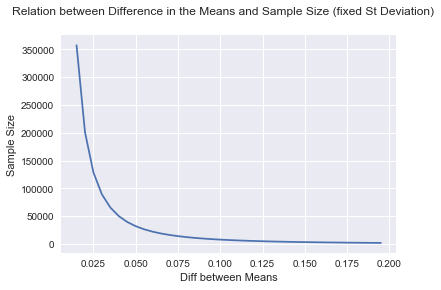 Relation between Difference in the Means and Sample Size (fixed St Deviation)
350000
300000
250000
200000
150000
100000
50000
0
Sample Size
0.025 0.050 0.075 0.100 0.125 0.150 0.175 0.200
Diff between Means